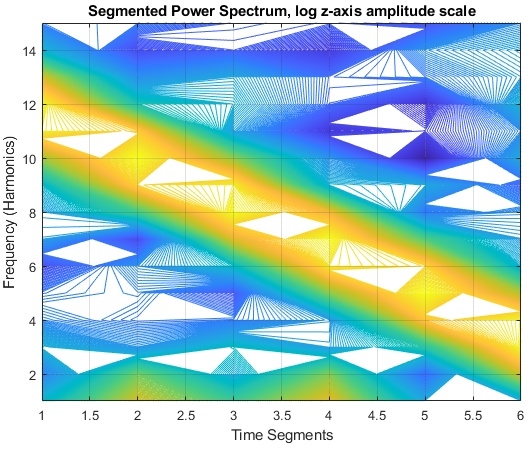 Segmented Power Spectrum, log z-axis amplitude scale
Frequency (Harmonics)
14
12
10
8
6
4
2
1 1.5 2 2.5 3 3.5 4 4.5 5 5.5 6
Time Segments